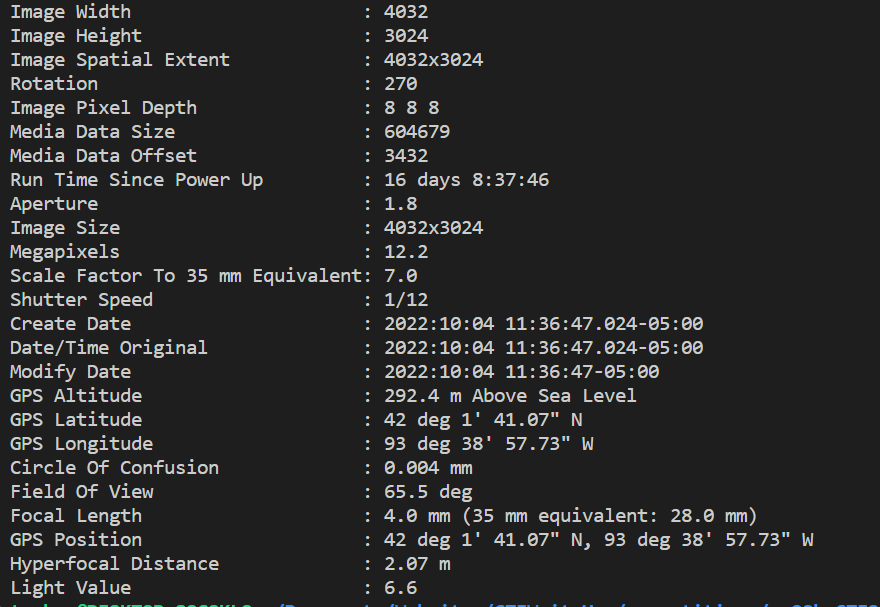 Image Width : 4032
Image Height : 3024
Image Spatial Extent : 4032x3024
Rotation : 270
Image Pixel Depth : 8 8 8
Media Data Size : 604679
Media Data Offset : 3432
Run Time Since Power Up : 16 days 8:37:46
Aperture : 1.8
Image Size : 4032x3024
Megapixels : 12.2
Scale Factor To 35 mm Equivalent: 7.0
Shutter Speed : 1/12
Create Date : 2022:10:04 11:36:47.024-05:00
Date/Time Original : 2022:10:04 11:36:47.024-05:00
Modify Date : 2022:10:04 11:36:47-05:00
GPS Altitude : 292.4 m Above Sea Level
GPS Latitude : 42 deg 1' 41.07" N
GPS Longitude : 93 deg 38' 57.73" W
Circle Of Confusion : 0.004 mm
Field Of View : 65.5 deg
Focal Length : 4.0 mm (35 mm equivalent: 28.0 mm)
GPS Position : 42 deg 1' 41.07" N, 93 deg 38' 57.73" W
Hyperfocal Distance : 2.07 m
Light Value : 6.6